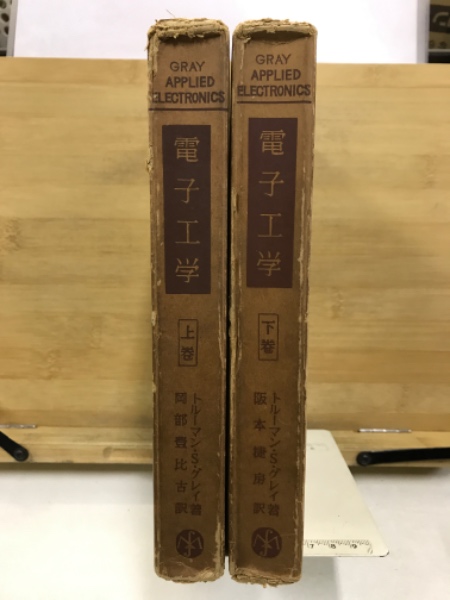 GRAY
APPLIED
ELECTRONICS
電子工学
上巻
トルーマン・S・グレイ著
阿部豊比古訳
GRAY
APPLIED
ELECTRONICS
電子工学
下巻
トルーマン・S・グレイ著
阪本捷房訳